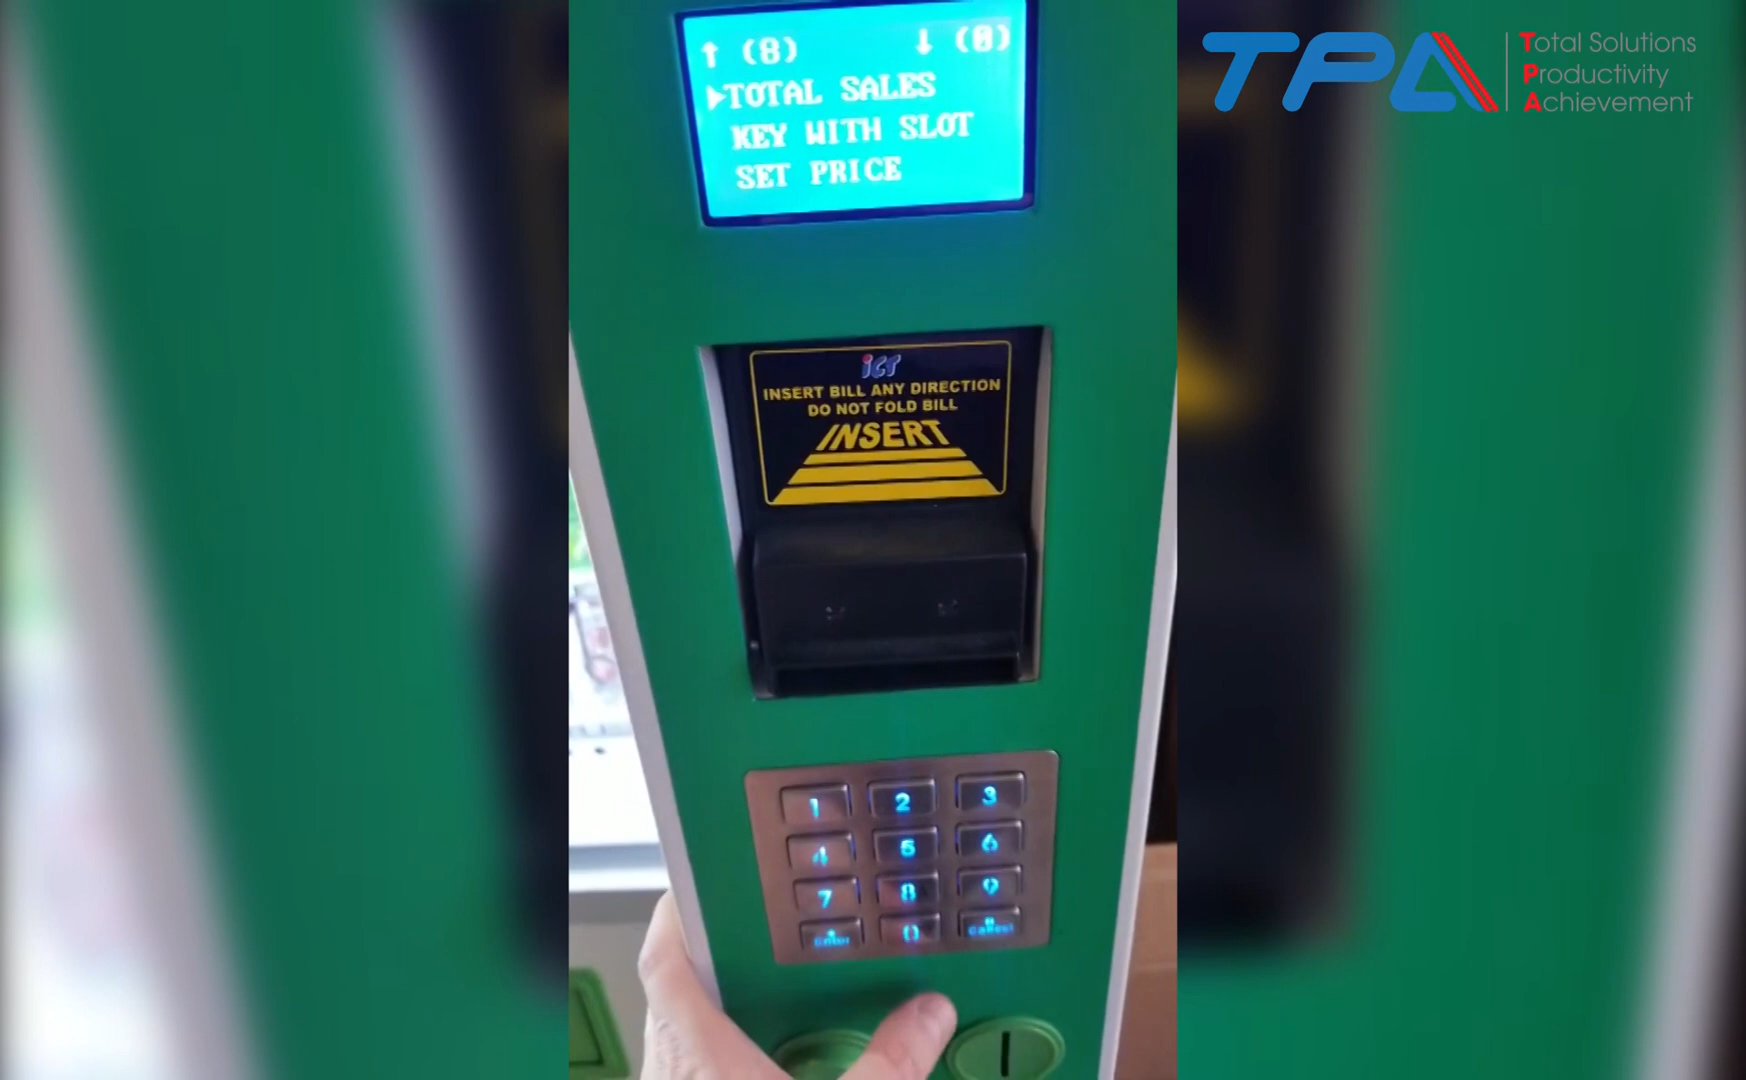 ↑ (8) ↓ (0)
▶TOTAL SALES
KEY WITH SLOT
SET PRICE
TPA
Total Solutions
Productivity
Achievement
ICT
INSERT BILL ANY DIRECTION
DO NOT FOLD BILL
INSERT
1 2 3
4 5 6
7 8 9
* Enter 0 # Cancel